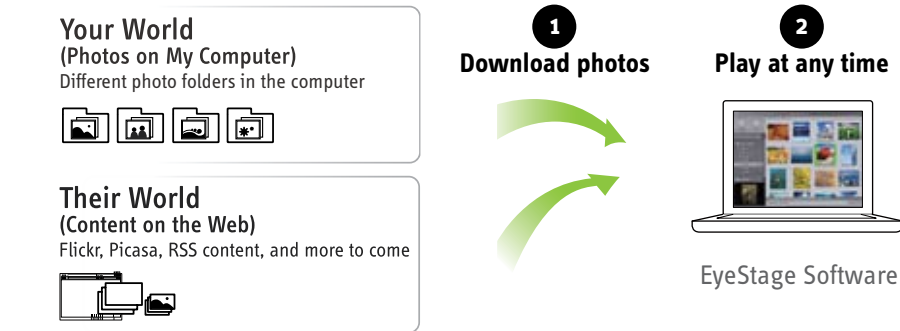 Your World
(Photos on My Computer)
Different photo folders in the computer
Their World
(Content on the Web)
Flickr, Picasa, RSS content, and more to come
1
Download photos
2
Play at any time
EyeStage Software